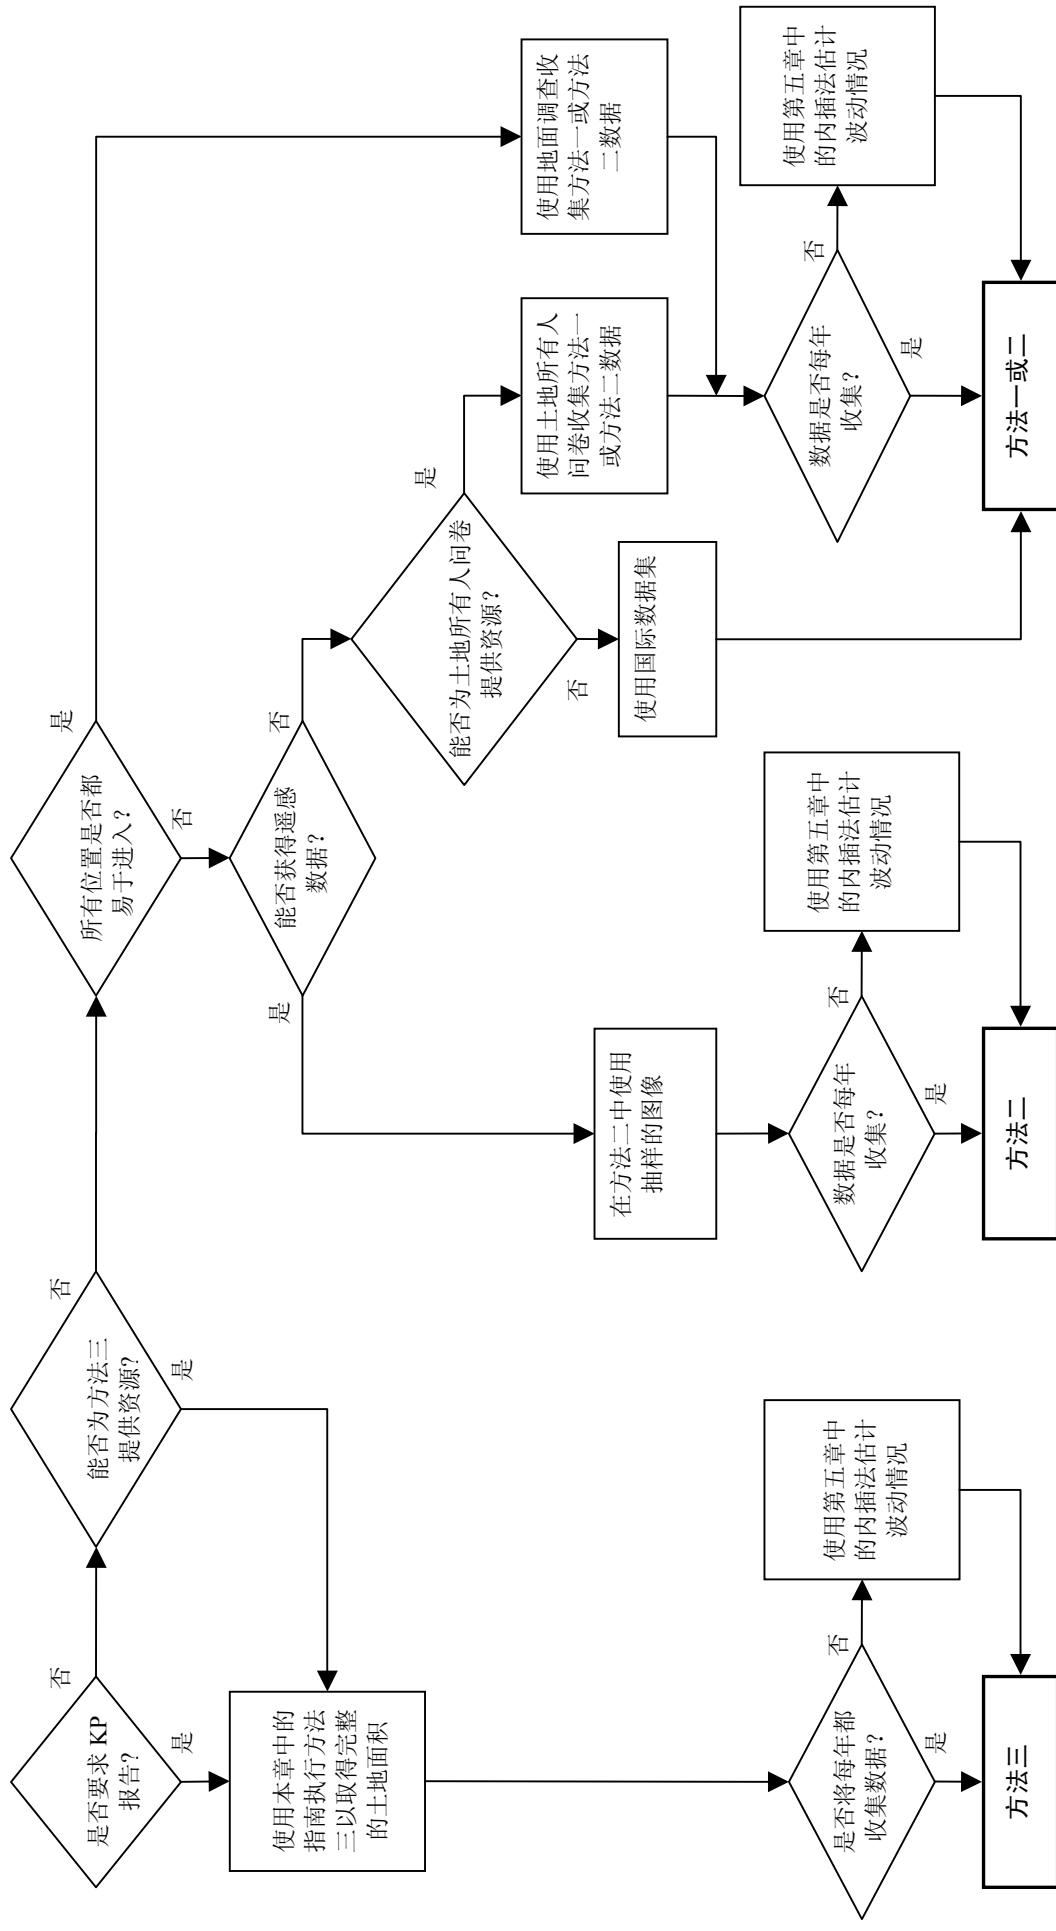 是否要求 KP
报告?
否
是
能否为方法三
提供资源?
否
是
所有位置是否都
易于进入?
是
否
使用本章中的
指南执行方法
三以取得完整
的土地面积
能否获得遥感
数据?
是
否
能否为土地所有人问卷
提供资源?
是
否
使用土地所有人
问卷收集方法一
或方法二数据
使用地面调查收
集方法一或方法
二数据
在方法二中使用
抽样的图像
使用国际数据集
是否将每年都
收集数据?
否
是
使用第五章中
的内插法估计
波动情况
数据是否每年
收集?
否
是
使用第五章中
的内插法估计
波动情况
数据是否每年
收集?
否
是
使用第五章中
的内插法估计
波动情况
方法三
方法二
方法一或二